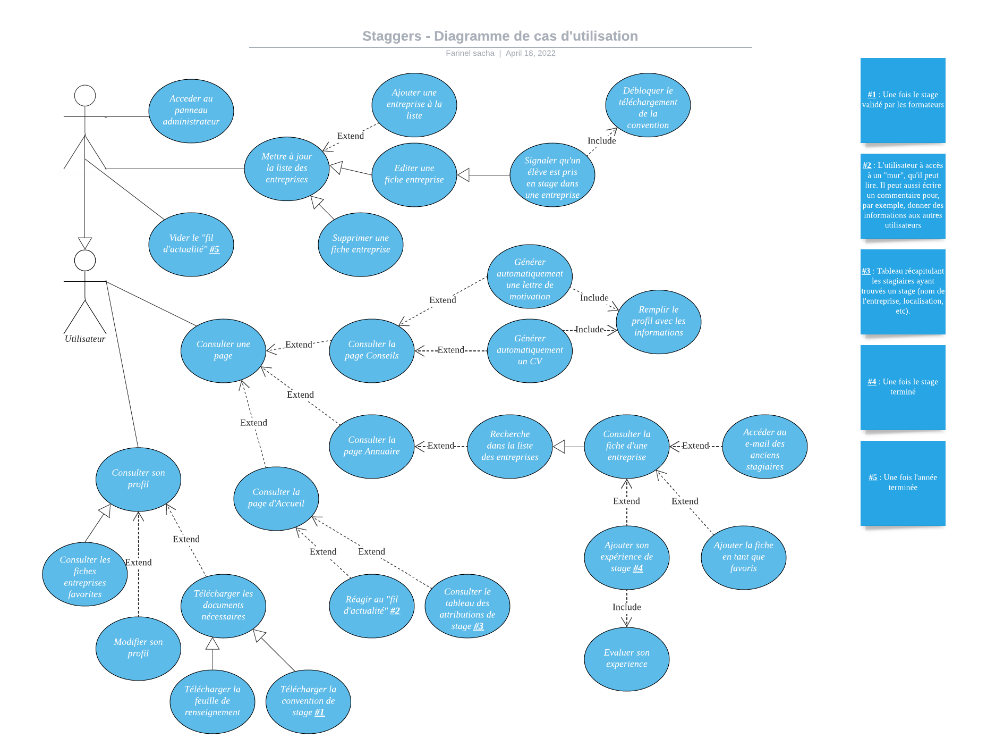 Staggers - Diagramme de cas d'utilisation
Farinel sacha | April 18, 2022
Acceder au
panneau
administrateur
Ajouter une
entreprise à la
liste
Débloquer le
téléchargement
de la
convention
Extend
Include
Mettre à jour
la liste des
entreprises
Editer une
fiche entreprise
Signaler qu'un
élève est pris
en stage dans
une entreprise
Vider le "fil
d'actualité" #5
Supprimer une
fiche entreprise
Utilisateur
Générer
automatiquement
une lettre de
motivation
Extend
Include
Remplir le
profil avec les
informations
Consulter une
page
Extend
Consulter la
page Conseils
Extend
Générer
automatiquement
un CV
Include
Extend
Extend
Consulter la
page Annuaire
Extend
Recherche
dans la liste
des entreprises
Consulter la
fiche d'une
entreprise
Extend
Accéder au
e-mail des
anciens
stagiaires
Consulter son
profil
Consulter la
page d'Accueil
Extend
Extend
Extend
Extend
Extend
Extend
Consulter les
fiches
entreprises
favorites
Télécharger les
documents
nécessaires
Réagir au "fil
d'actualité" #2
Consulter le
tableau des
attributions de
stage #3
Ajouter son
expérience de
stage #4
Ajouter la fiche
en tant que
favoris
Include
Modifier son
profil
Evaluer son
experience
Télécharger la
feuille de
renseignement
Télécharger la
convention de
stage #1
#1 : Une fois le stage
validé par les formateurs
#2 : L'utilisateur à accès
à un "mur", qu'il peut
lire. Il peut aussi écrire
un commentaire pour,
par exemple, donner des
informations aux autres
utilisateurs
#3 : Tableau récapitulant
les stagiaires ayant
trouvés un stage (nom de
l'entreprise, localisation,
etc).
#4 : Une fois le stage
terminé
#5 : Une fois l'année
terminée